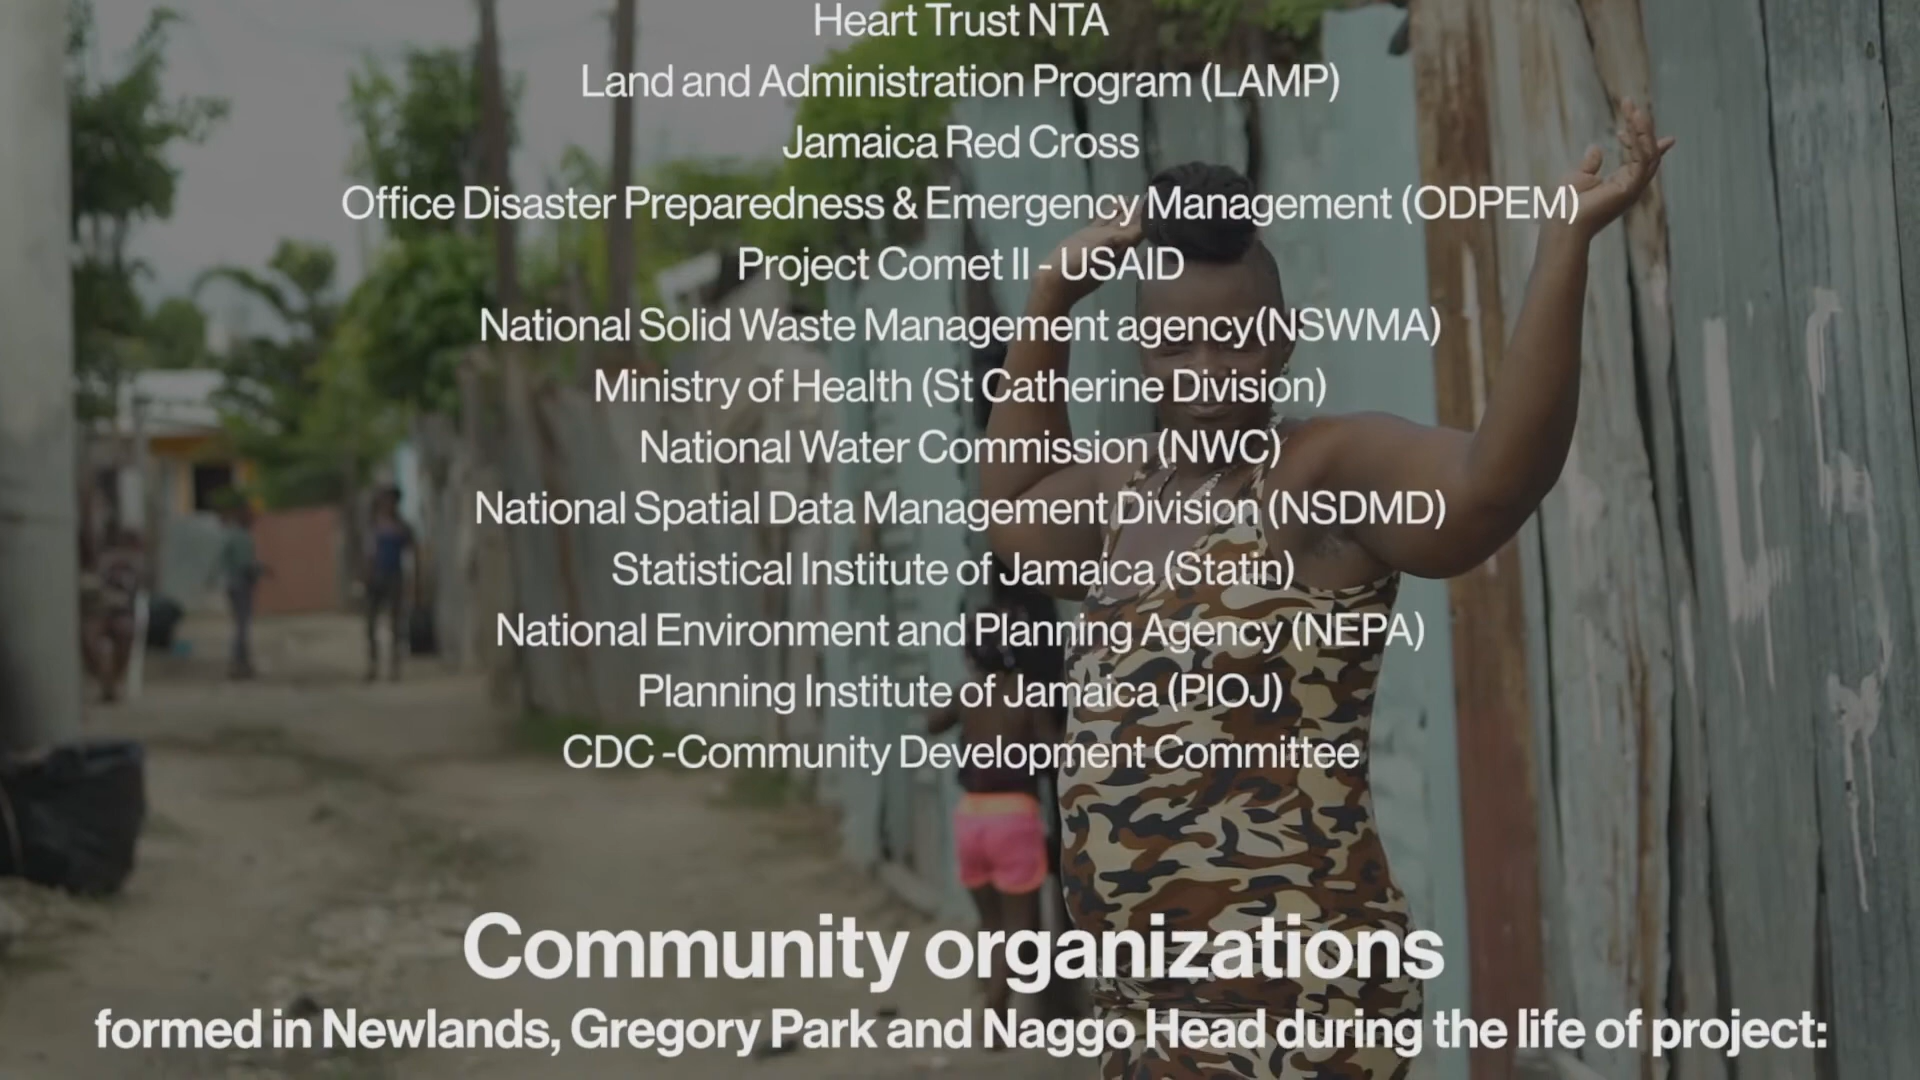 Heart Trust NTA
Land and Administration Program (LAMP)
Jamaica Red Cross
Office Disaster Preparedness & Emergency Management (ODPEM)
Project Comet II - USAID
National Solid Waste Management agency(NSWMA)
Ministry of Health (St Catherine Division)
National Water Commission (NWC)
National Spatial Data Management Division (NSDMD)
Statistical Institute of Jamaica (Statin)
National Environment and Planning Agency (NEPA)
Planning Institute of Jamaica (PIOJ)
CDC -Community Development Committee
Community organizations
formed in Newlands, Gregory Park and Naggo Head during the life of project: